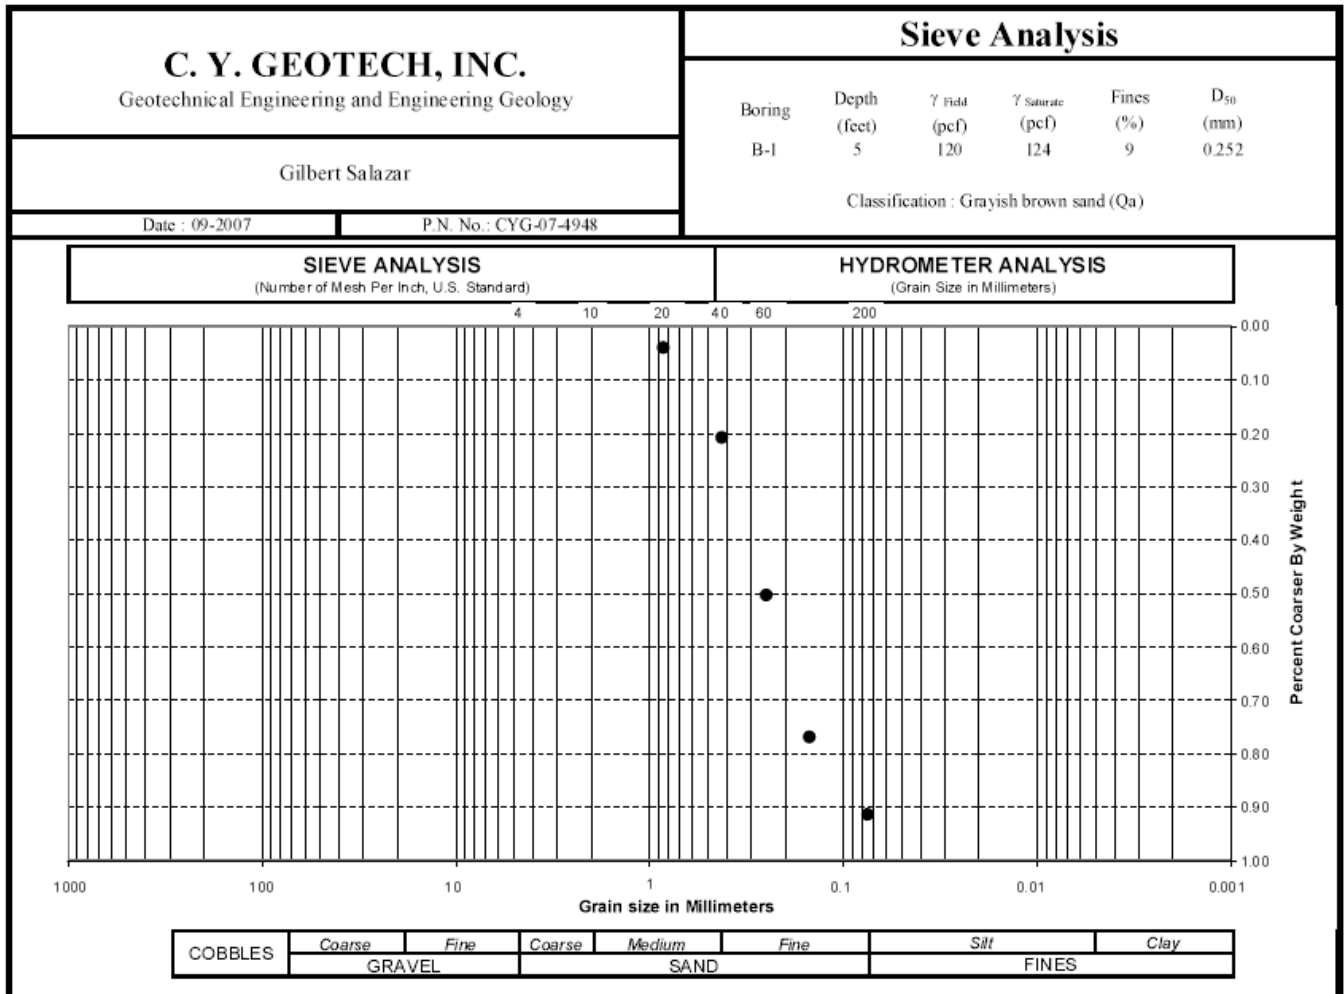 C. Y. GEOTECH, INC.
Geotechnical Engineering and Engineering Geology
Gilbert Salazar
Date : 09-2007
P.N. No.: CYG-07-4948
Sieve Analysis
Boring Depth γ Field γ Saturate Fines D50
(feet) (pcf) (pcf) (%) (mm)
B-1 5 120 124 9 0.252
Classification : Grayish brown sand (Qa)
SIEVE ANALYSIS
(Number of Mesh Per Inch, U.S. Standard)
HYDROMETER ANALYSIS
(Grain Size in Millimeters)
4 10 20 40 60 200
0.00
0.10
0.20
0.30
0.40
0.50
0.60
0.70
0.80
0.90
1.00
Percent Coarser By Weight
1000 100 10 1 0.1 0.01 0.001
Grain size in Millimeters
COBBLES
Coarse Fine Coarse Medium Fine Silt Clay
GRAVEL SAND FINES